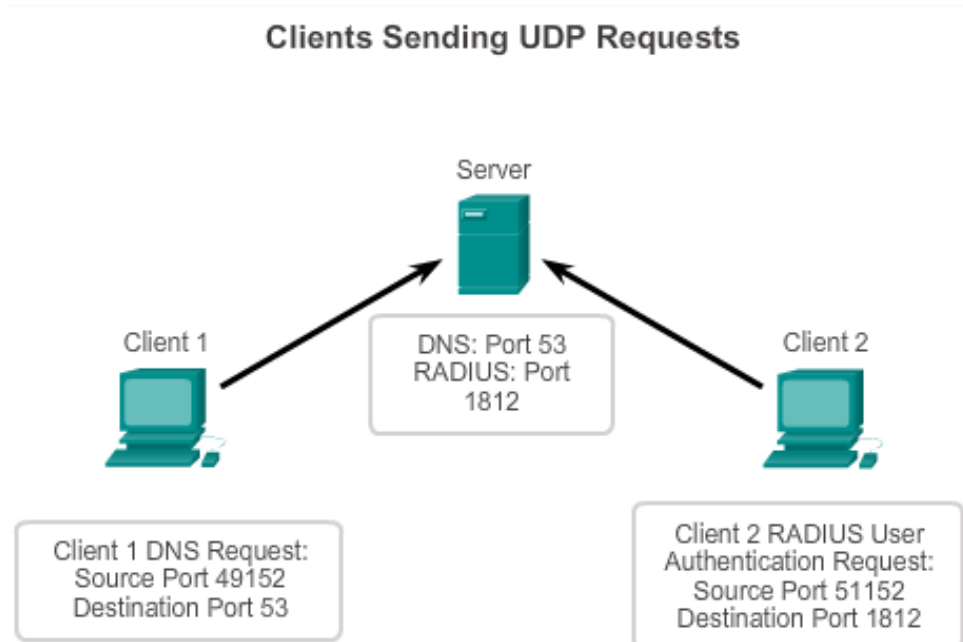 Clients Sending UDP Requests
Server
Client 1
DNS: Port 53
RADIUS: Port
1812
Client 2
Client 1 DNS Request:
Source Port 49152
Destination Port 53
Client 2 RADIUS User
Authentication Request:
Source Port 51152
Destination Port 1812